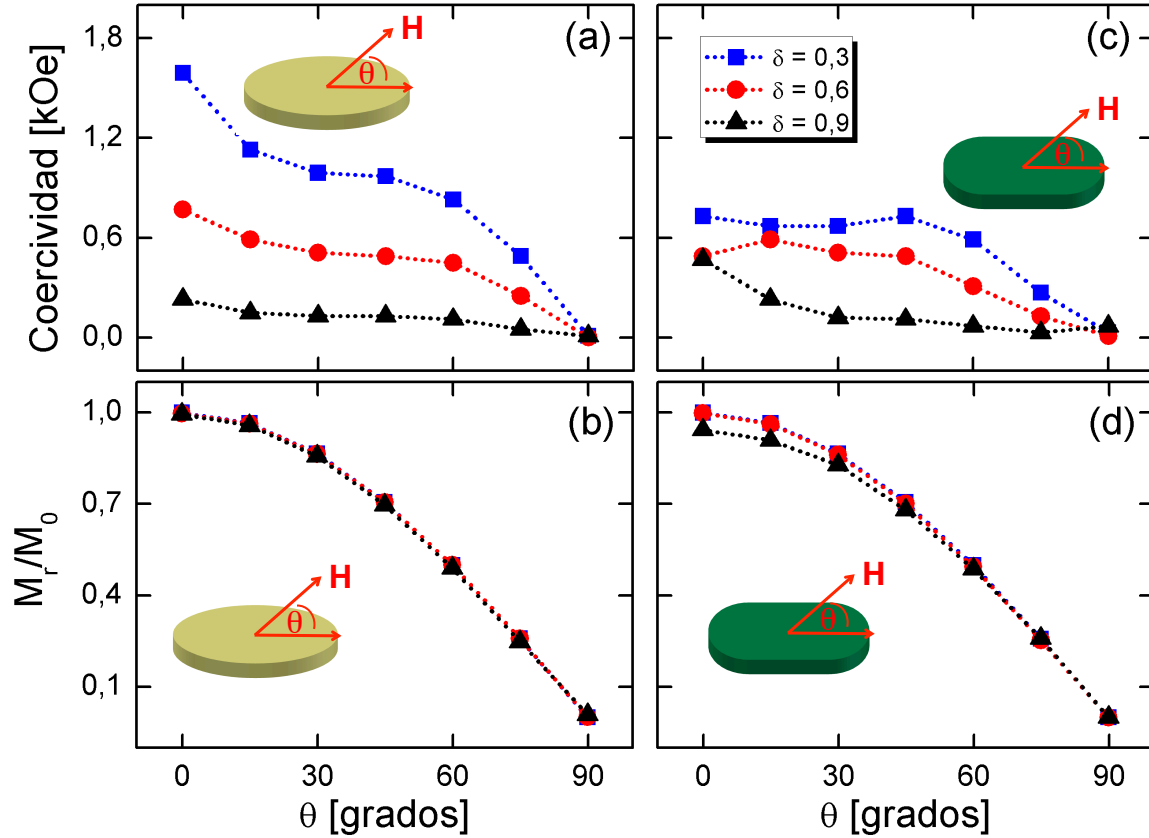 Coercividad [kOe]
1,8
1,2
0,6
0,0
H
θ
(a)
(c)
δ = 0,3
δ = 0,6
δ = 0,9
H
θ
M_r/M_0
1,0
0,7
0,4
0,1
(b)
H
θ
(d)
H
θ
0 30 60 90
0 30 60 90
θ [grados]
θ [grados]